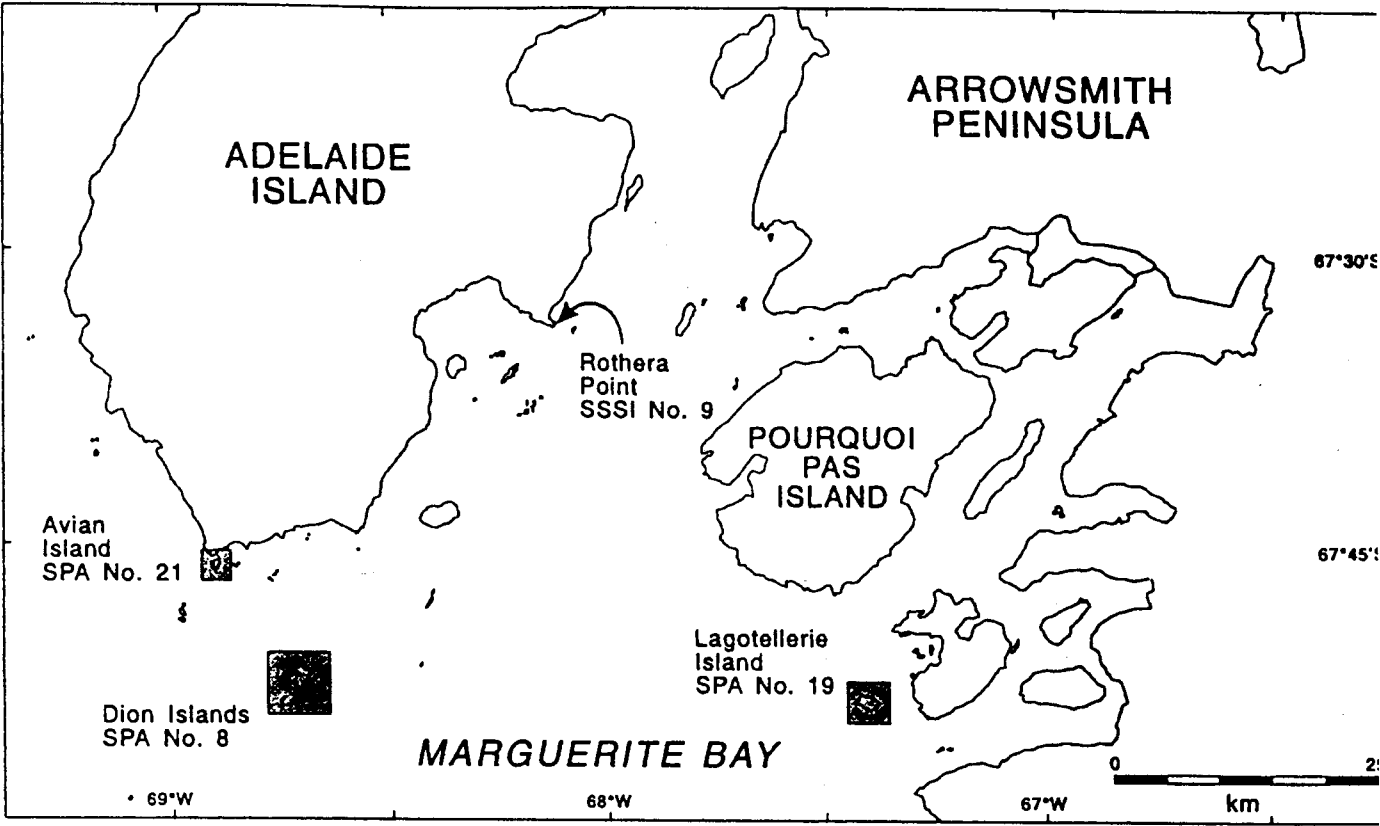 ARROWSMITH
PENINSULA
ADELAIDE
ISLAND
67°30'S
Rothera
Point
SSSI No. 9
POURQUOI
PAS
ISLAND
Avian
Island
SPA No. 21
67°45'S
Lagotellerie
Island
SPA No. 19
Dion Islands
SPA No. 8
MARGUERITE BAY
0 25
km
69°W
68°W
67°W